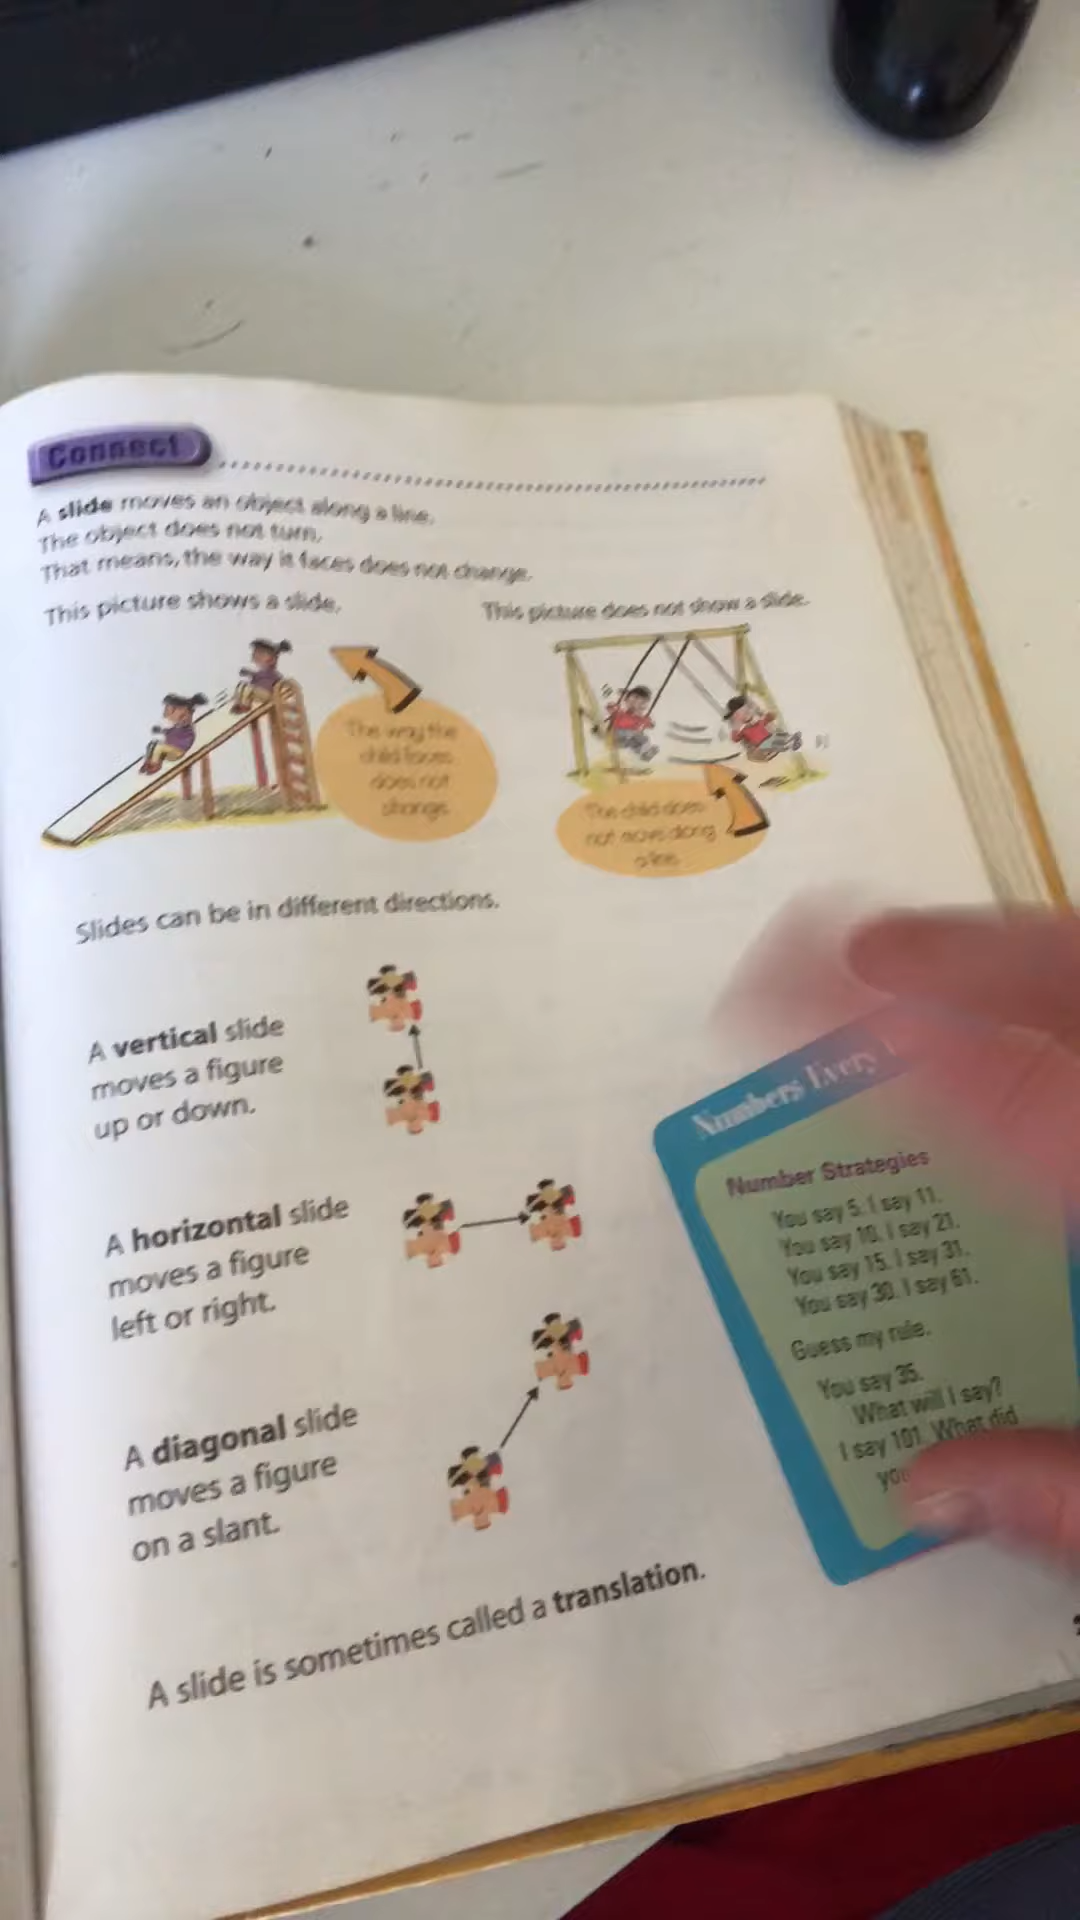 Connect
A slide moves an object along a line.
The object does not turn.
That means, the way it faces does not change.
This picture shows a slide.
This picture does not show a slide.
The way the
child faces
does not
change.
The child does
not move along
a line.
Slides can be in different directions.
A vertical slide
moves a figure
up or down.
A horizontal slide
moves a figure
left or right.
A diagonal slide
moves a figure
on a slant.
A slide is sometimes called a translation.
Numbers Every
Number Strategies
You say 5. I say 11.
You say 10. I say 21.
You say 15. I say 31.
You say 30. I say 61.
Guess my rule.
You say 35.
What will I say?
I say 101. What did